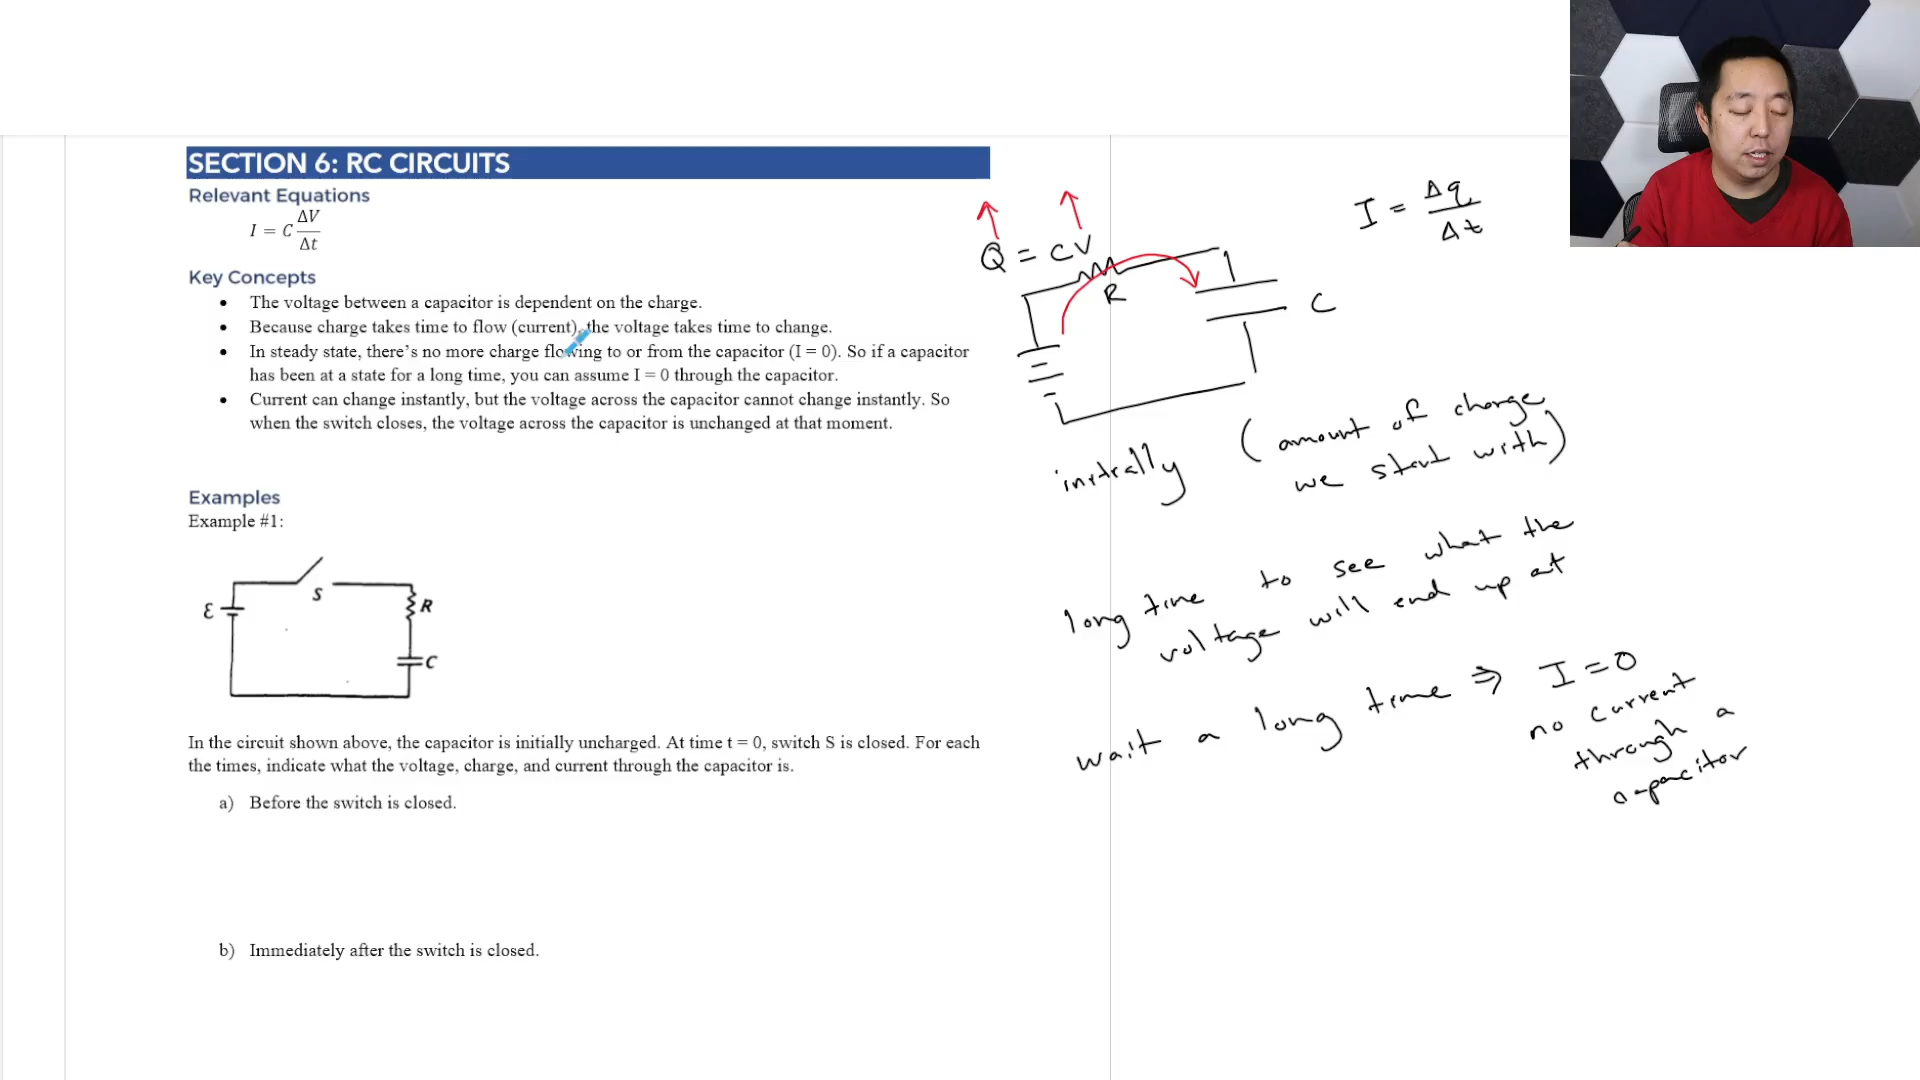 SECTION 6: RC CIRCUITS
Relevant Equations
I = C ΔV/Δt
Key Concepts
• The voltage between a capacitor is dependent on the charge.
• Because charge takes time to flow (current), the voltage takes time to change.
• In steady state, there's no more charge flowing to or from the capacitor (I = 0). So if a capacitor
has been at a state for a long time, you can assume I = 0 through the capacitor.
• Current can change instantly, but the voltage across the capacitor cannot change instantly. So
when the switch closes, the voltage across the capacitor is unchanged at that moment.
Examples
Example #1:
S
ε
R
C
In the circuit shown above, the capacitor is initially uncharged. At time t = 0, switch S is closed. For each
the times, indicate what the voltage, charge, and current through the capacitor is.
a) Before the switch is closed.
b) Immediately after the switch is closed.
I = Δq/Δt
Q = CV
R
C
initially (amount of charge
we start with)
long time to see what the
voltage will end up at
wait a long time ⇒ I = 0
no current
through a
capacitor